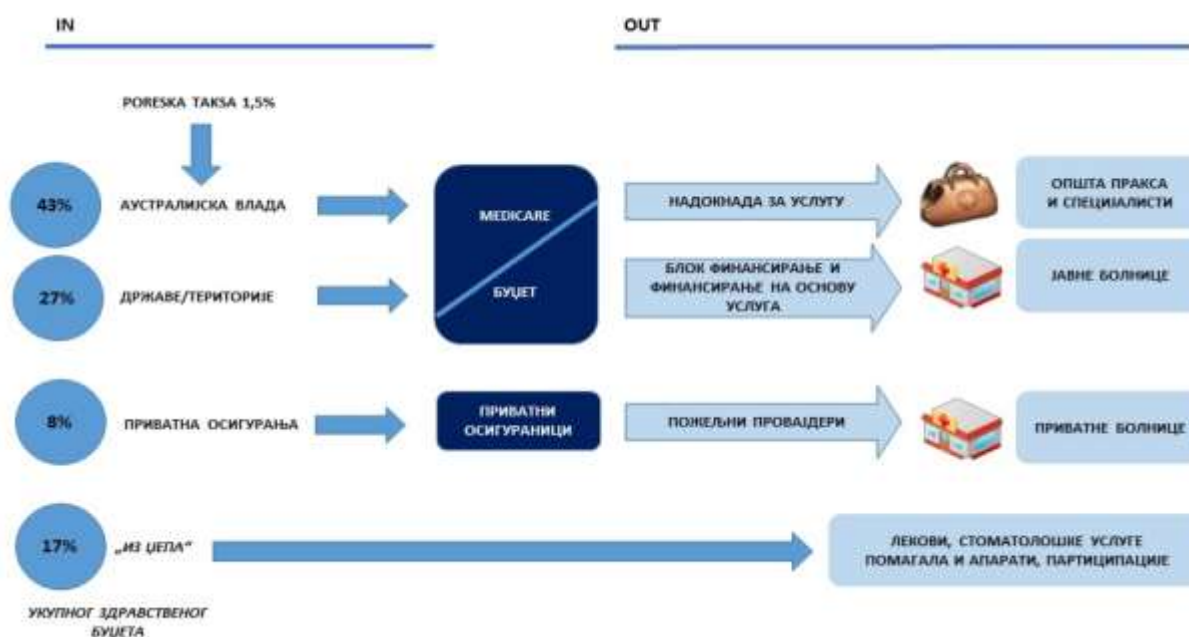 IN
OUT
PORESKA TAKSA 1,5%
43%
АУСТРАЛИЈСКА ВЛАДА
MEDICARE
НАДОКНАДА ЗА УСЛУГУ
ОПШТА ПРАКСА
И СПЕЦИЈАЛИСТИ
27%
ДРЖАВЕ/ТЕРИТОРИЈЕ
БУЏЕТ
БЛОК ФИНАНСИРАЊЕ И
ФИНАНСИРАЊЕ НА ОСНОВУ
УСЛУГА
ЈАВНЕ БОЛНИЦЕ
8%
ПРИВАТНА ОСИГУРАЊА
ПРИВАТНИ
ОСИГУРАНИЦИ
ПОЖЕЉНИ ПРОВАЈДЕРИ
ПРИВАТНЕ БОЛНИЦЕ
17%
„ИЗ ЏЕПА“
ЛЕКОВИ, СТОМАТОЛОШКЕ УСЛУГЕ
ПОМАГАЛА И АПАРАТИ, ПАРТИЦИПАЦИЈЕ
УКУПНОГ ЗДРАВСТВЕНОГ
БУЏЕТА